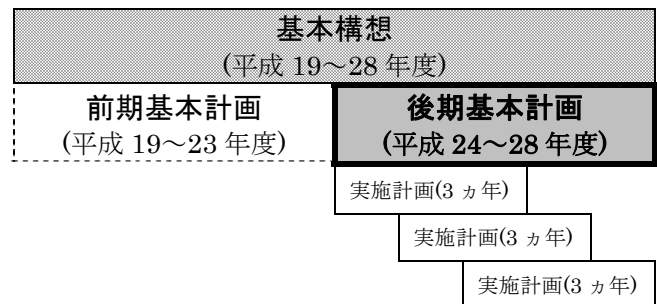 基本構想
(平成 19～28 年度)
前期基本計画
(平成 19～23 年度)
後期基本計画
(平成 24～28 年度)
実施計画(3 ヵ年)
実施計画(3 ヵ年)
実施計画(3 ヵ年)